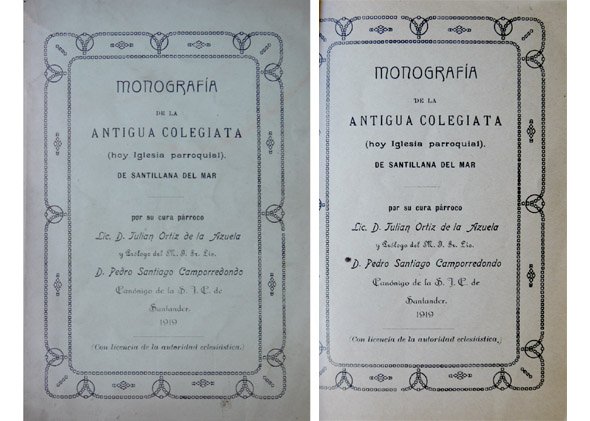 MONOGRAFÍA
DE LA
ANTIGUA COLEGIATA
(hoy Iglesia parroquial),
DE SANTILLANA DEL MAR
por su cura párroco
Lic. D. Julian Ortiz de la Azuela
y Prólogo del M. I. Sr. Lic.
D. Pedro Santiago Camporredondo
Canónigo de la S. I. C. de
Santander.
1919
(Con licencia de la autoridad eclesiástica.)
MONOGRAFÍA
DE LA
ANTIGUA COLEGIATA
(hoy Iglesia parroquial),
DE SANTILLANA DEL MAR
por su cura párroco
Lic. D. Julian Ortiz de la Azuela
y Prólogo del M. I. Sr. Lic.
D. Pedro Santiago Camporredondo
Canónigo de la S. I. C. de
Santander.
1919
(Con licencia de la autoridad eclesiástica.)